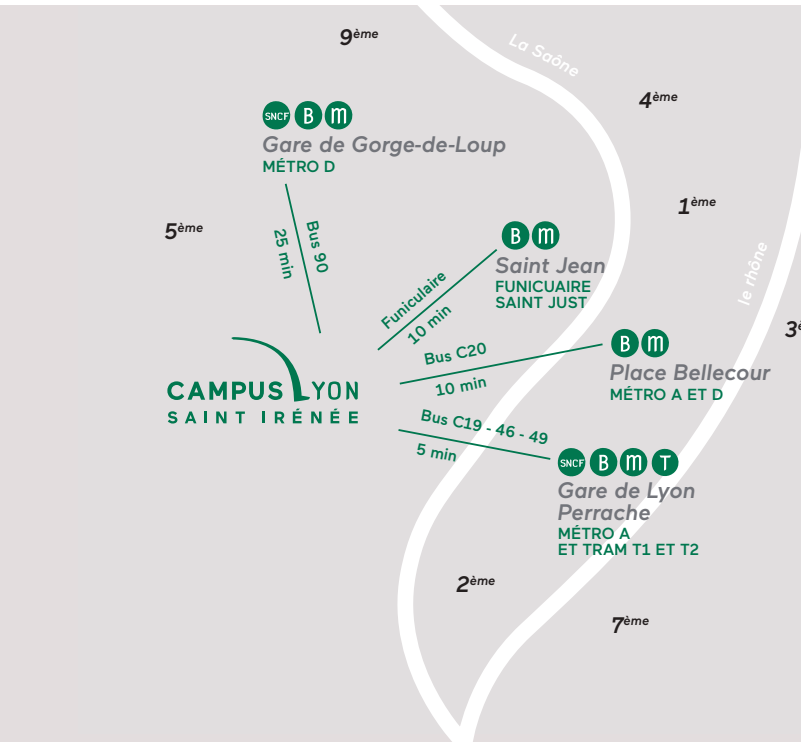 9ème
La Saône
4ème
SNCF B m
Gare de Gorge-de-Loup
MÉTRO D
1ème
5ème
Bus 90
25 min
B m
Saint Jean
FUNICUAIRE
SAINT JUST
le rhône
Funiculaire
10 min
3è
B m
Place Bellecour
MÉTRO A ET D
Bus C20
10 min
CAMPUS LYON
SAINT IRÉNÉE
Bus C19 - 46 - 49
5 min
SNCF B m T
Gare de Lyon
Perrache
MÉTRO A
ET TRAM T1 ET T2
2ème
7ème